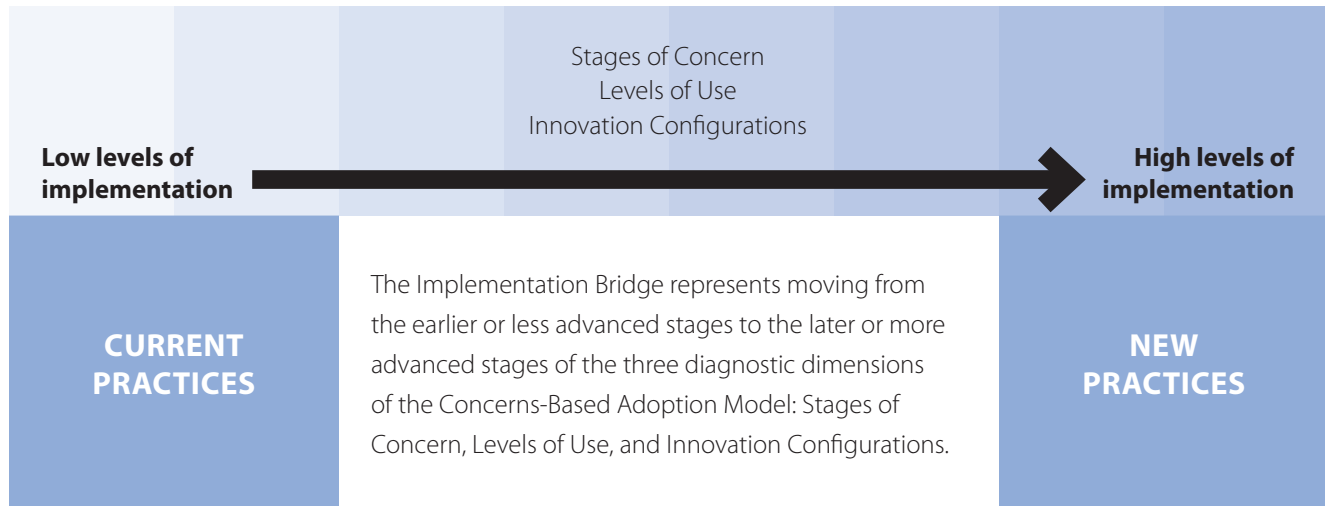 Stages of Concern
Levels of Use
Innovation Configurations
Low levels of
implementation
High levels of
implementation
CURRENT
PRACTICES
The Implementation Bridge represents moving from
the earlier or less advanced stages to the later or more
advanced stages of the three diagnostic dimensions
of the Concerns-Based Adoption Model: Stages of
Concern, Levels of Use, and Innovation Configurations.
NEW
PRACTICES